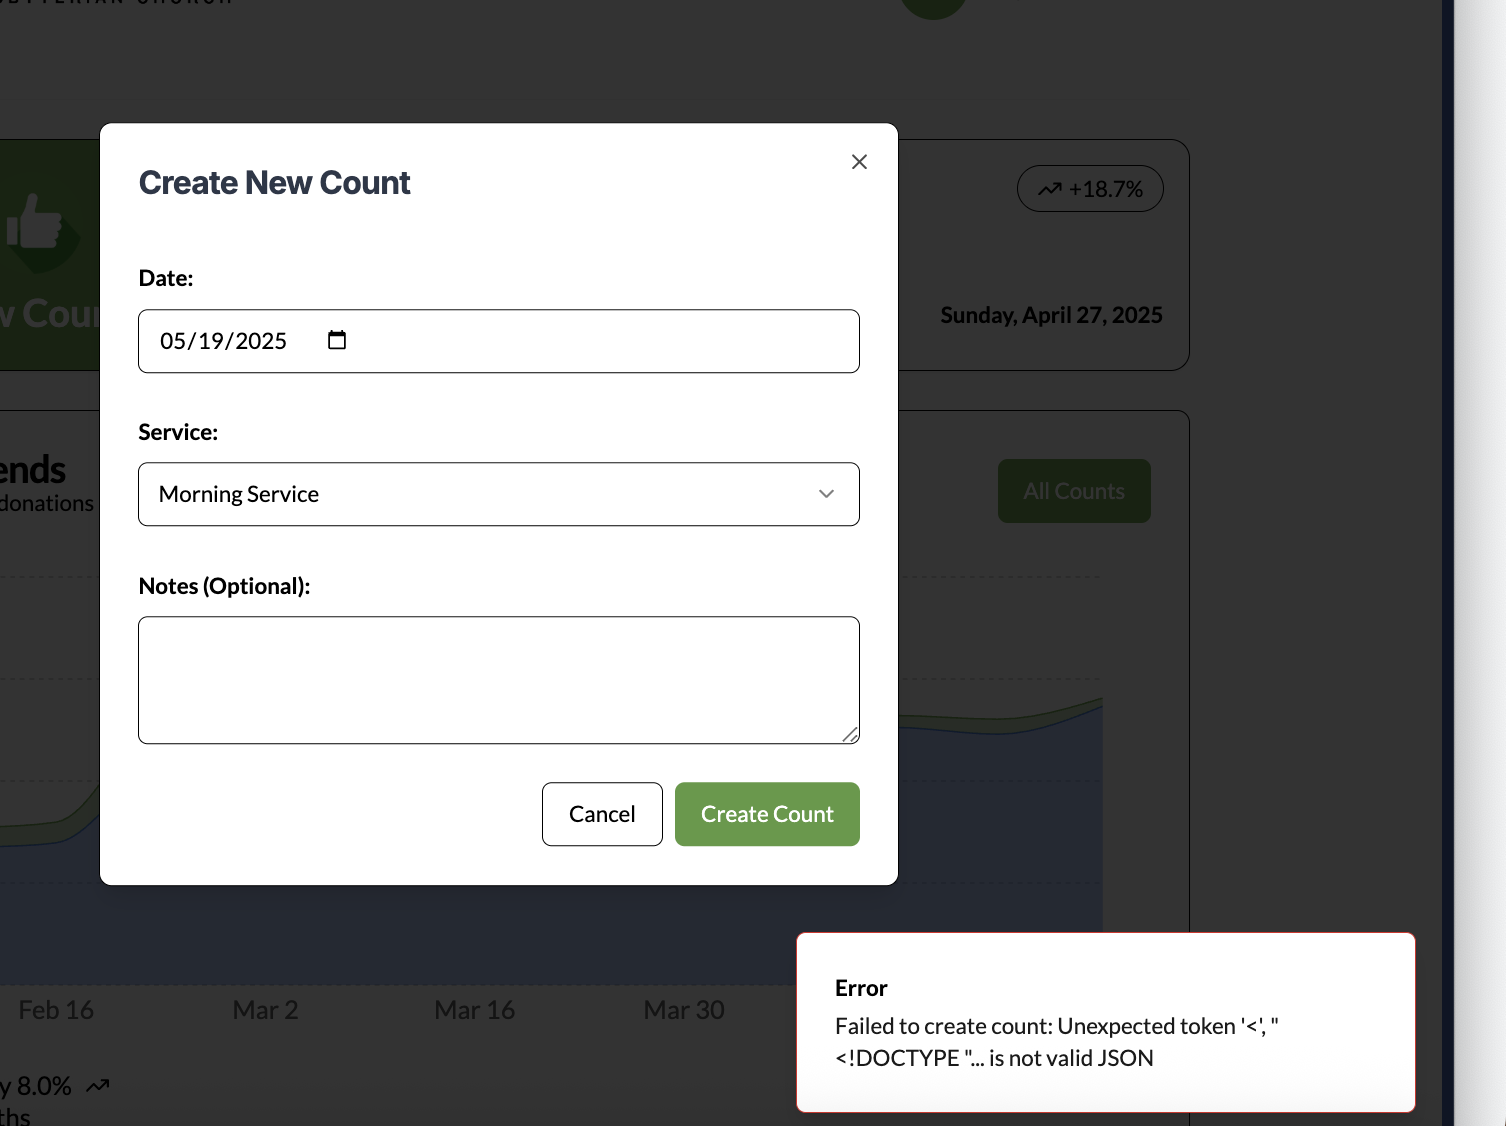 CHURCH
Create New Count
+18.7%
Date:
05/19/2025
Sunday, April 27, 2025
Service:
Morning Service
ends
donations
All Counts
Notes (Optional):
Cancel
Create Count
Feb 16
Mar 2
Mar 16
Mar 30
Error
Failed to create count: Unexpected token '<', "
<!DOCTYPE "... is not valid JSON
y 8.0%
ths